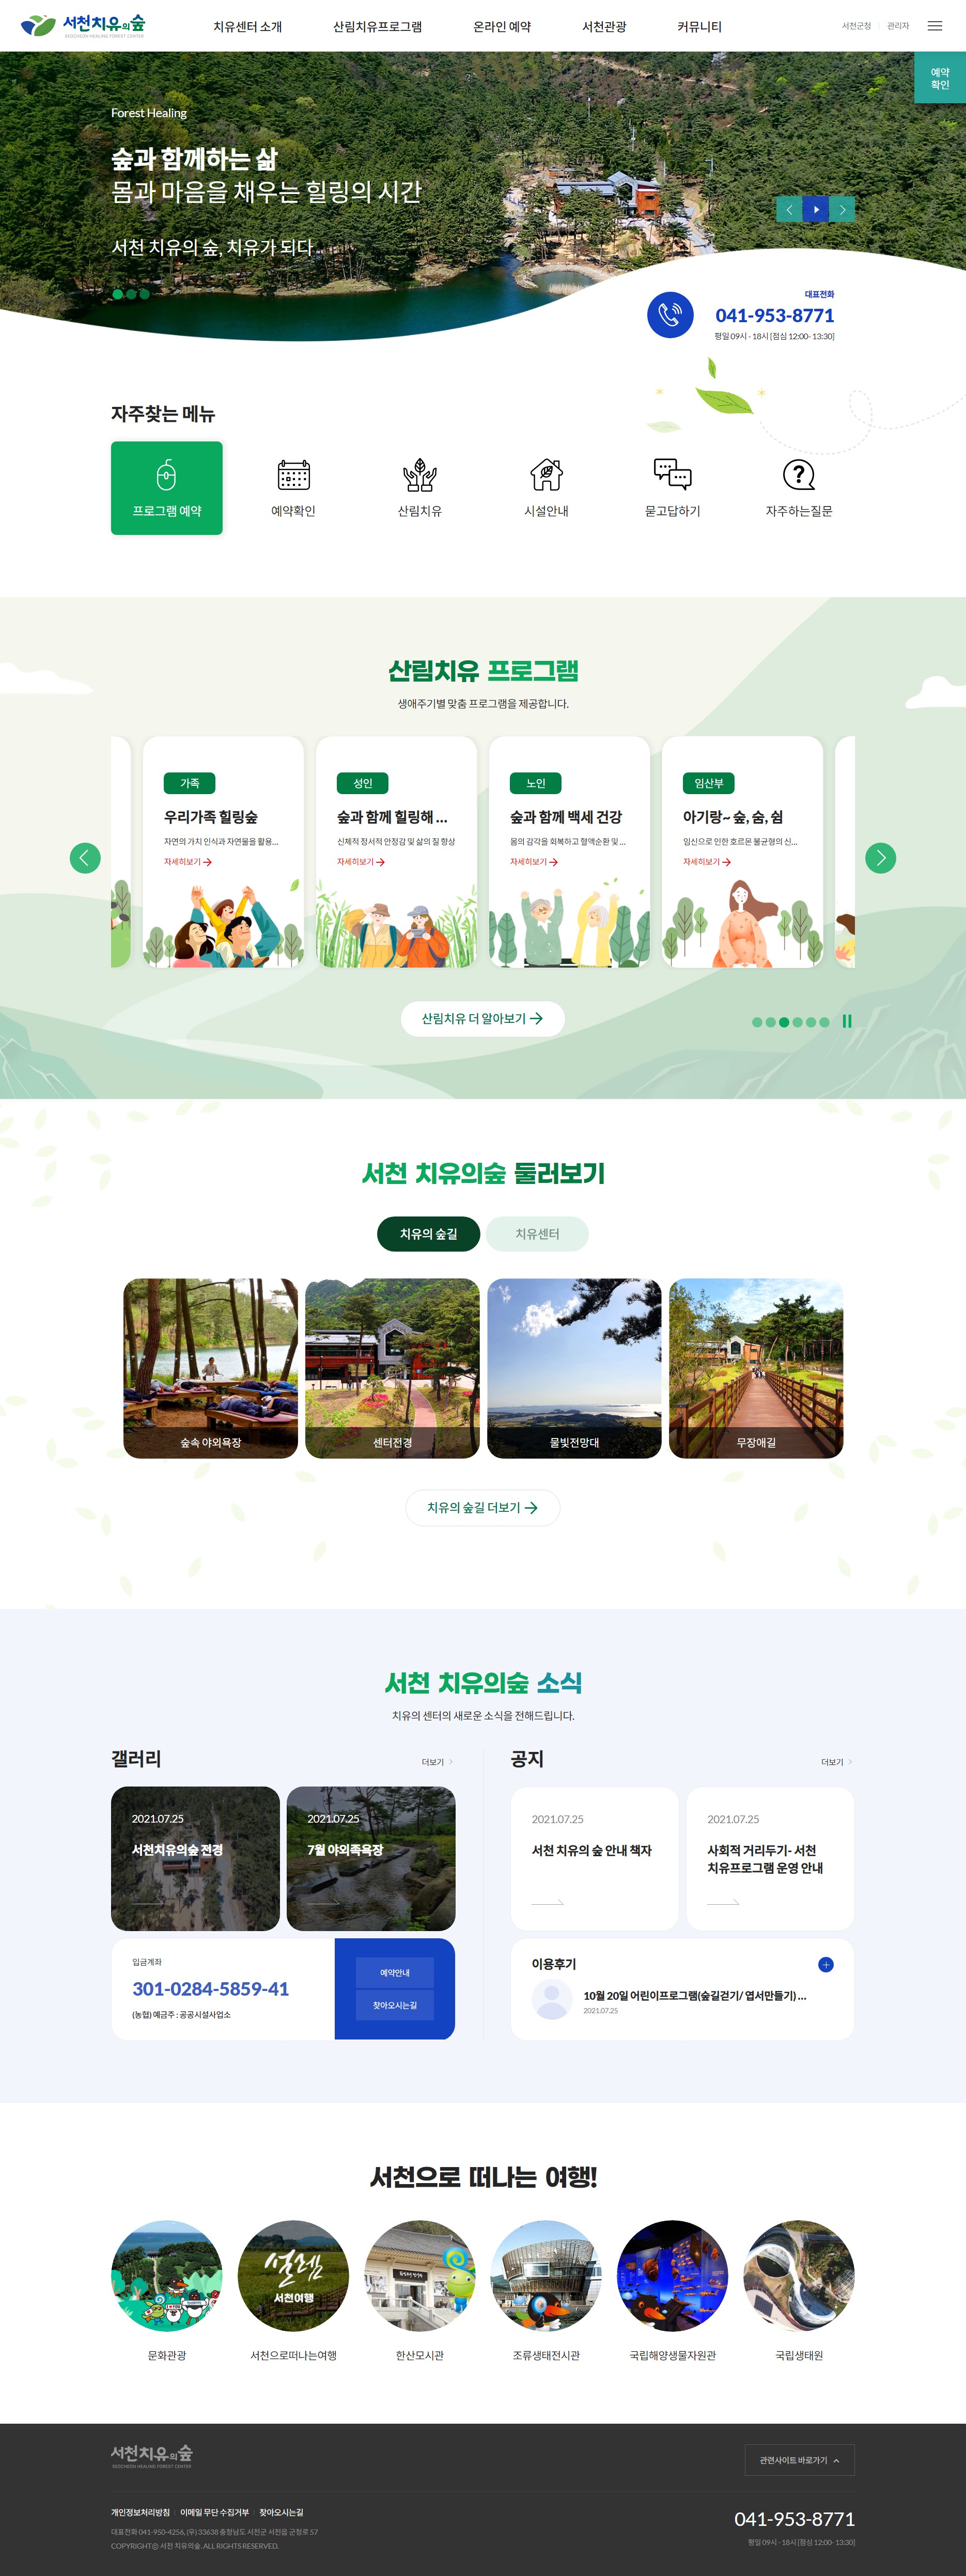 서천치유의숲
SEOCHEON HEALING FOREST CENTER
치유센터 소개
산림치유프로그램
온라인 예약
서천관광
커뮤니티
서천군청
관리자
예약
확인
Forest Healing
숲과 함께하는 삶
몸과 마음을 채우는 힐링의 시간
서천 치유의 숲, 치유가 되다
대표전화
041-953-8771
평일 09시 - 18시 [점심 12:00- 13:30]
자주찾는 메뉴
프로그램 예약
예약확인
산림치유
시설안내
묻고답하기
자주하는질문
산림치유 프로그램
생애주기별 맞춤 프로그램을 제공합니다.
가족
우리가족 힐링숲
자연의 가치 인식과 자연물을 활용...
자세히보기
성인
숲과 함께 힐링해 ...
신체적 정서적 안정감 및 삶의 질 향상
자세히보기
노인
숲과 함께 백세 건강
몸의 감각을 회복하고 혈액순환 및 ...
자세히보기
임산부
아기랑~ 숲, 숨, 쉼
임신으로 인한 호르몬 불균형의 신...
자세히보기
산림치유 더 알아보기
서천 치유의숲 둘러보기
치유의 숲길
치유센터
숲속 야외욕장
센터전경
물빛전망대
무장애길
치유의 숲길 더보기
서천 치유의숲 소식
치유의 센터의 새로운 소식을 전해드립니다.
갤러리
더보기
2021.07.25
서천치유의숲 전경
2021.07.25
7월 야외족욕장
입금계좌
301-0284-5859-41
(농협) 예금주 : 공공시설사업소
예약안내
찾아오시는길
공지
더보기
2021.07.25
서천 치유의 숲 안내 책자
2021.07.25
사회적 거리두기- 서천
치유프로그램 운영 안내
이용후기
10월 20일 어린이프로그램(숲길걷기/ 엽서만들기) ...
2021.07.25
서천으로 떠나는 여행!
설렘
서천여행
문화관광
서천으로떠나는여행
한산모시관
조류생태전시관
국립해양생물자원관
국립생태원
서천치유의숲
SEOCHEON HEALING FOREST CENTER
관련사이트 바로가기
개인정보처리방침
이메일 무단 수집거부
찾아오시는길
대표전화 041-950-4256, (우) 33638 충청남도 서천군 서천읍 군청로 57
COPYRIGHT© 서천 치유의숲. ALL RIGHTS RESERVED.
041-953-8771
평일 09시 - 18시 [점심 12:00- 13:30]